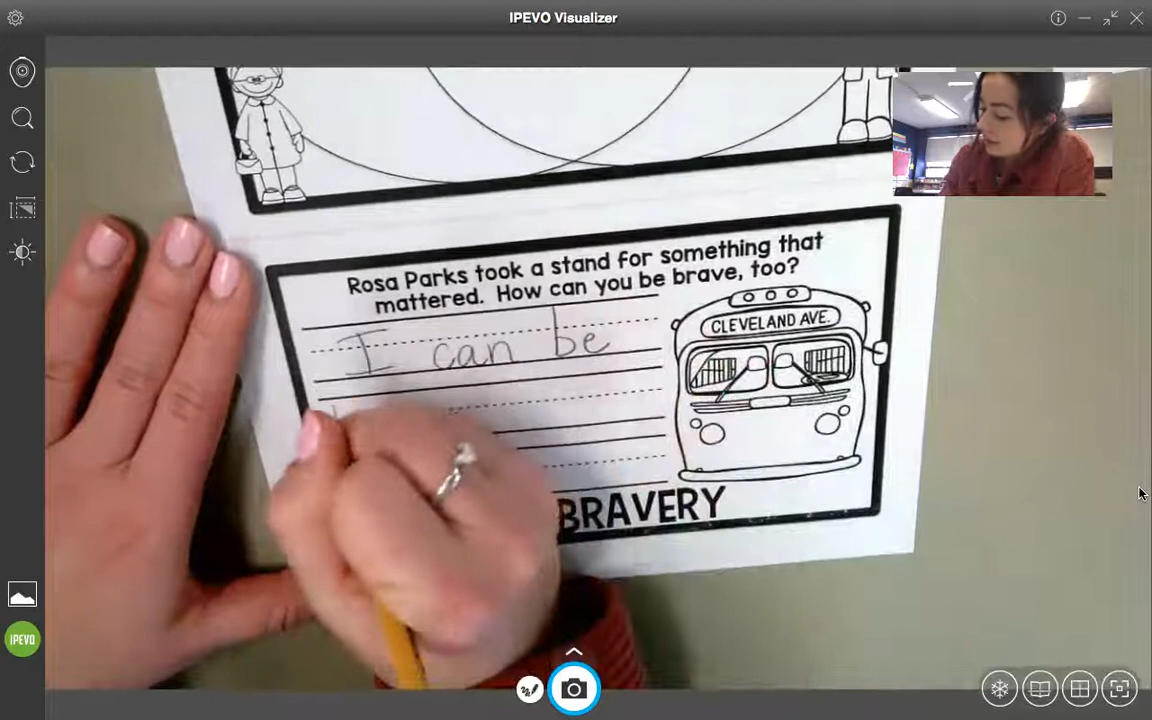 IPEVO Visualizer
Rosa Parks took a stand for something that
mattered. How can you be brave, too?
I can be
CLEVELAND AVE.
BRAVERY
IPEVO